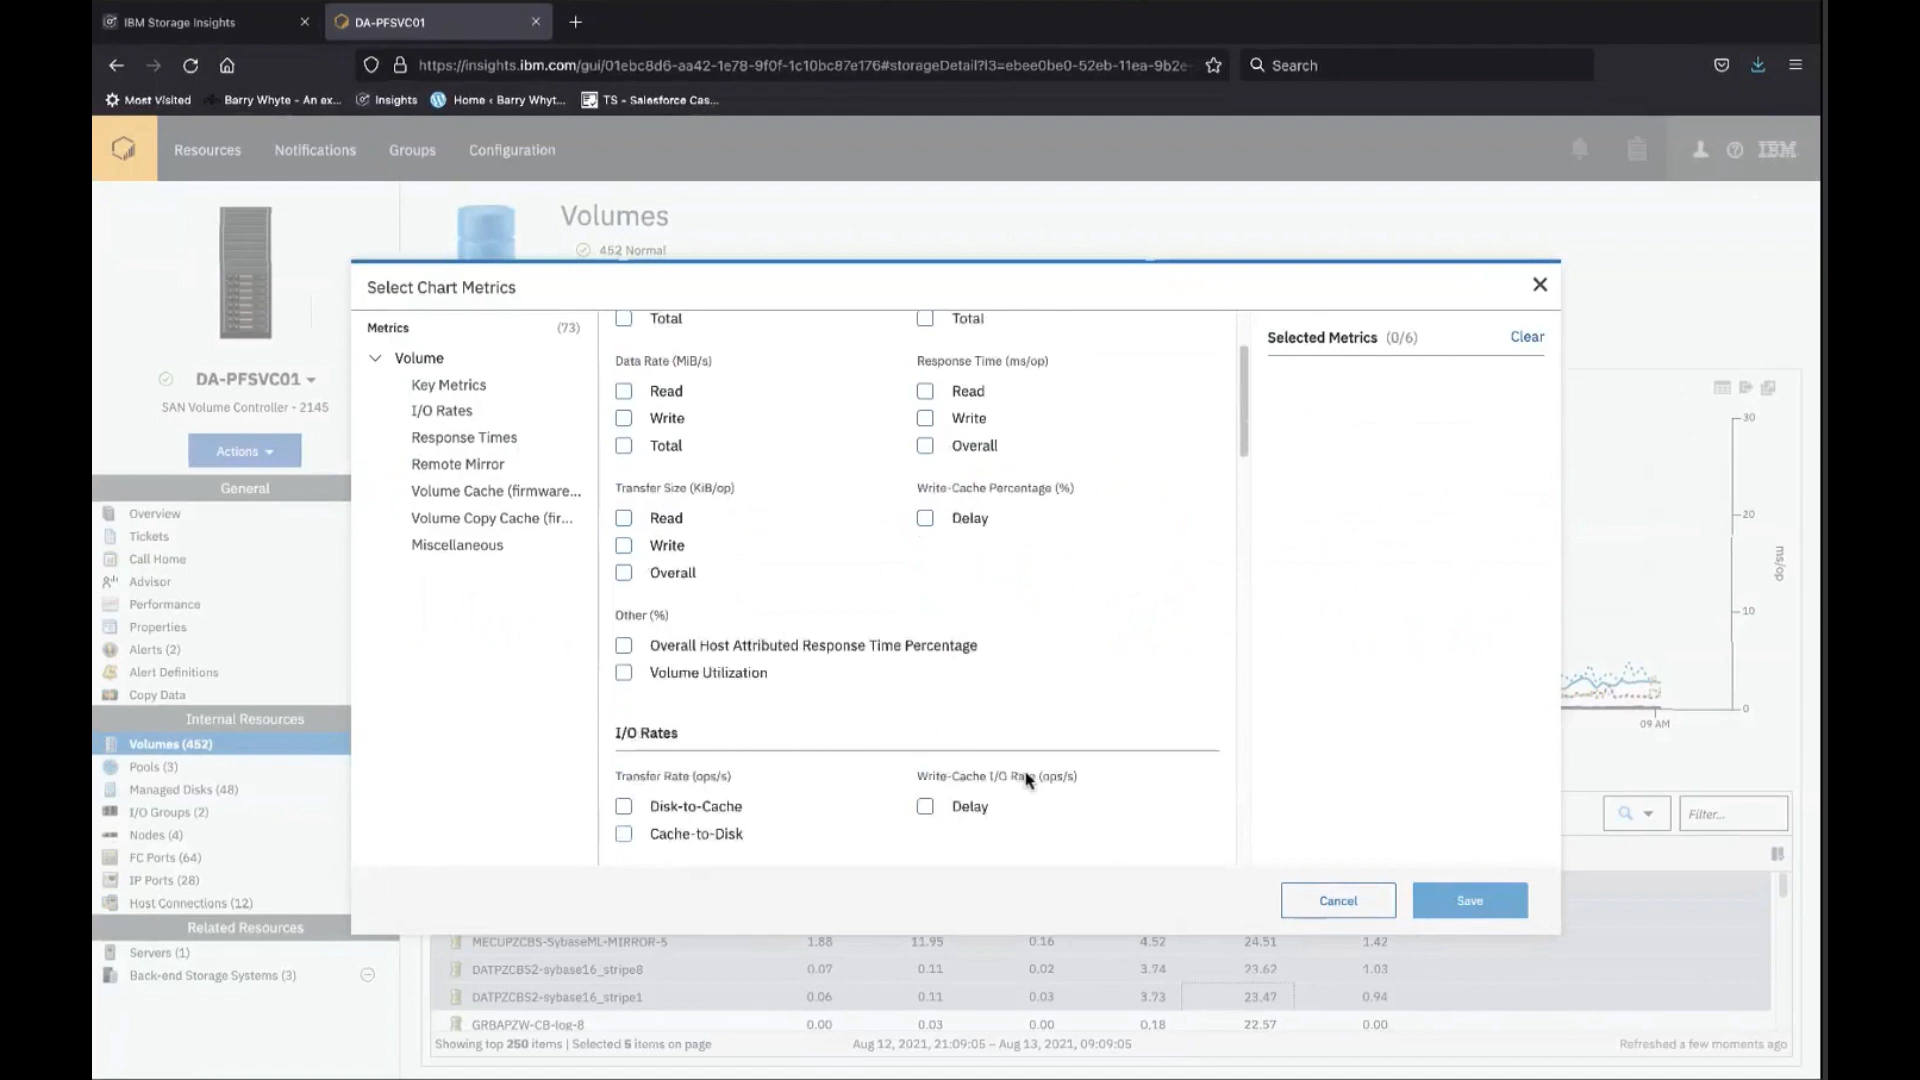 IBM Storage Insights
DA-PFSVC01
https://insights.ibm.com/gui/01ebc8d6-aa42-1e78-9f0f-1c10bc87e176#storageDetail?l3=ebee0be0-52eb-11ea-9b2e-
Search
Most Visited
Barry Whyte - An ex...
Insights
Home ‹ Barry Whyt...
TS - Salesforce Cas...
Resources
Notifications
Groups
Configuration
IBM
Volumes
452 Normal
DA-PFSVC01
SAN Volume Controller - 2145
Actions
General
Overview
Tickets
Call Home
Advisor
Performance
Properties
Alerts (2)
Alert Definitions
Copy Data
Internal Resources
Volumes (452)
Pools (3)
Managed Disks (48)
I/O Groups (2)
Nodes (4)
FC Ports (64)
IP Ports (28)
Host Connections (12)
Related Resources
Servers (1)
Back-end Storage Systems (3)
Select Chart Metrics
Metrics (73)
Volume
Key Metrics
I/O Rates
Response Times
Remote Mirror
Volume Cache (firmware...
Volume Copy Cache (fir...
Miscellaneous
Total Total
Data Rate (MiB/s) Response Time (ms/op)
Read Read
Write Write
Total Overall
Transfer Size (KiB/op) Write-Cache Percentage (%)
Read Delay
Write
Overall
Other (%)
Overall Host Attributed Response Time Percentage
Volume Utilization
I/O Rates
Transfer Rate (ops/s) Write-Cache I/O Rate (ops/s)
Disk-to-Cache Delay
Cache-to-Disk
Selected Metrics (0/6) Clear
Cancel Save
30
20
10
0
ms/op
09 AM
Filter...
MECUPZCBS-SybaseML-MIRROR-5 1.88 11.95 0.16 4.52 24.51 1.42
DATPZCBS2-sybase16_stripe8 0.07 0.11 0.02 3.74 23.62 1.03
DATPZCBS2-sybase16_stripe1 0.06 0.11 0.03 3.73 23.47 0.94
GRBAPZW-CB-log-8 0.00 0.03 0.00 0.18 22.57 0.00
Showing top 250 items | Selected 5 items on page
Aug 12, 2021, 21:09:05 – Aug 13, 2021, 09:09:05
Refreshed a few moments ago